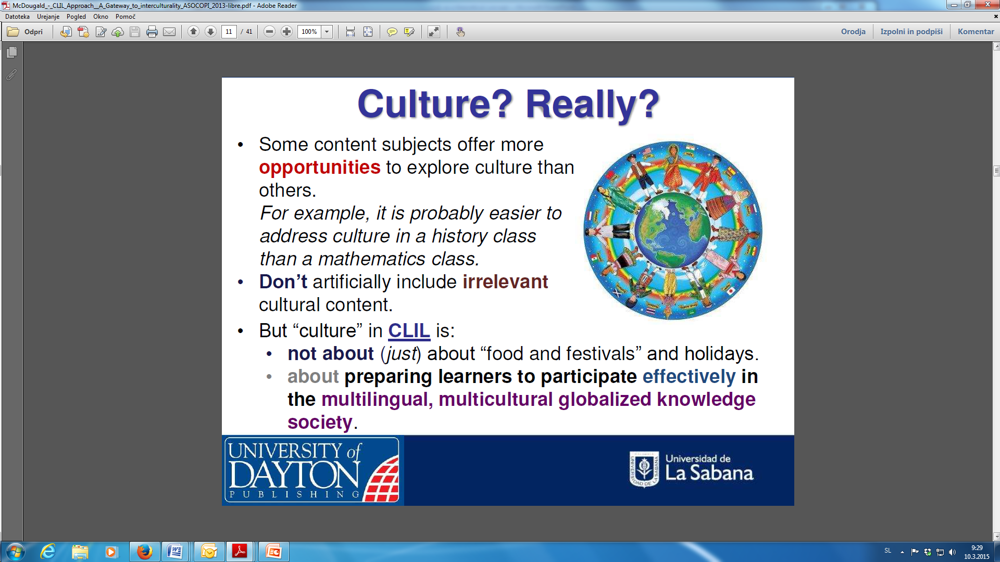 McDougald_-_CLIL_Approach__A_Gateway_to_interculturality_ASOCOPI_2013-libre.pdf - Adobe Reader
Datoteka Urejanje Pogled Okno Pomoč
Odpri 11 / 41 100% Orodja Izpolni in podpiši Komentar
Culture? Really?
• Some content subjects offer more
opportunities to explore culture than
others.
For example, it is probably easier to
address culture in a history class
than a mathematics class.
• Don’t artificially include irrelevant
cultural content.
• But “culture” in CLIL is:
• not about (just) about “food and festivals” and holidays.
• about preparing learners to participate effectively in
the multilingual, multicultural globalized knowledge
society.
UNIVERSITY of
DAYTON
PUBLISHING
Universidad de
La Sabana
SL
9:29
10.3.2015